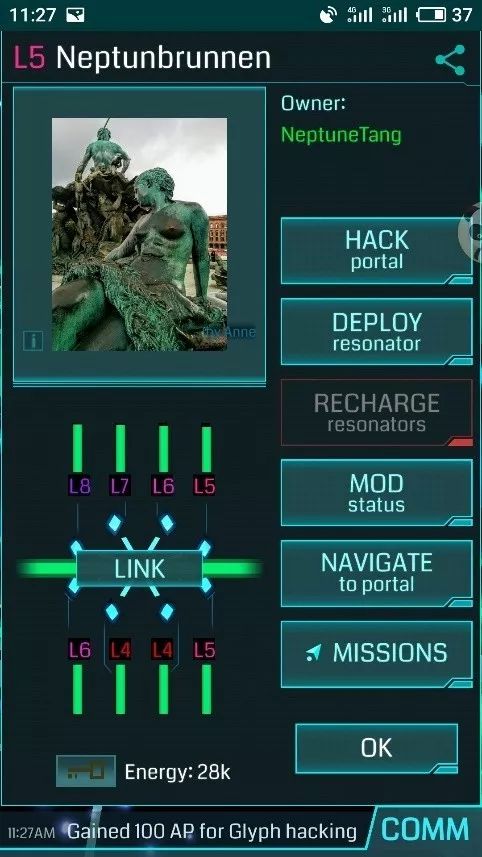 11:27 4G 3G 37
L5 Neptunbrunnen
Owner:
NeptuneTang
by Anne
i
HACK
portal
DEPLOY
resonator
RECHARGE
resonators
MOD
status
NAVIGATE
to portal
MISSIONS
OK
L8 L7 L6 L5
LINK
L6 L4 L4 L5
Energy: 28k
11:27AM Gained 100 AP for Glyph hacking COMM